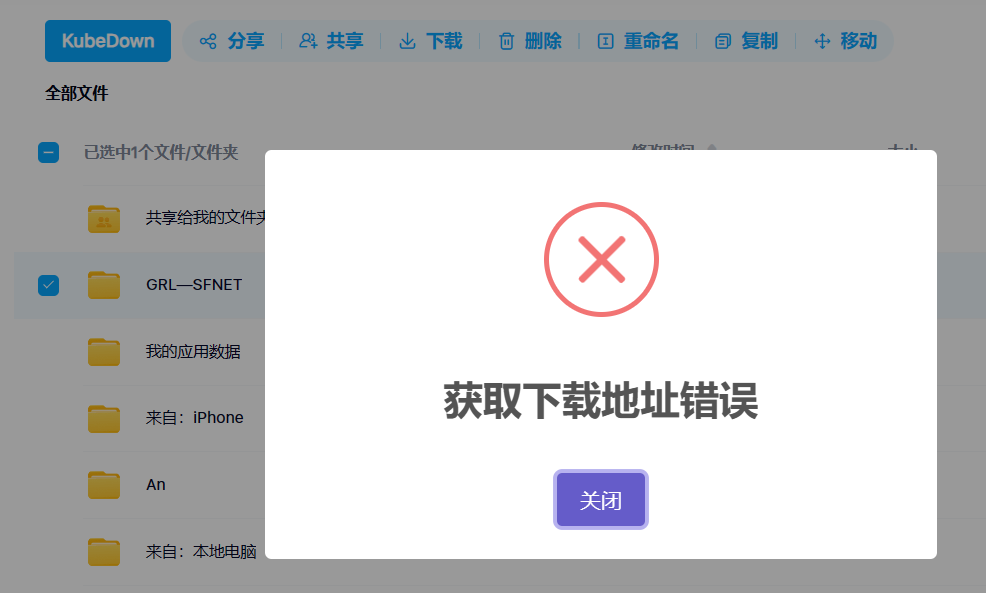 KubeDown 分享 共享 下载 删除 重命名 复制 移动
全部文件
已选中1个文件/文件夹 修改时间 大小
共享给我的文件夹
GRL—SFNET
我的应用数据
获取下载地址错误
来自：iPhone
An
关闭
来自：本地电脑